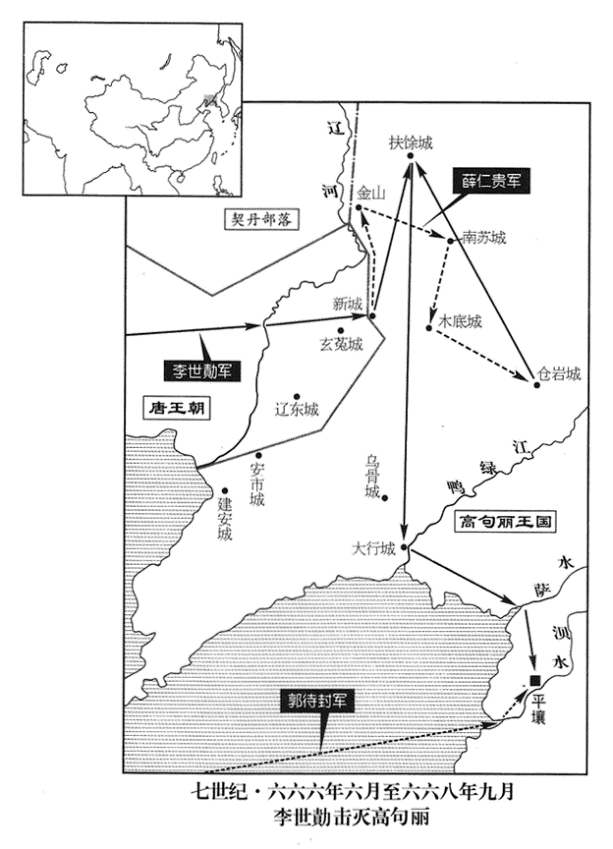 辽河
扶馀城
薛仁贵军
金山
契丹部落
南苏城
新城
木底城
玄菟城
李世勣军
仓岩城
唐王朝
辽东城
鸭绿江
安市城
乌骨城
建安城
高句丽王国
大行城
萨水
浿水
郭待封军
平壤
七世纪·六六六年六月至六六八年九月
李世勣击灭高句丽